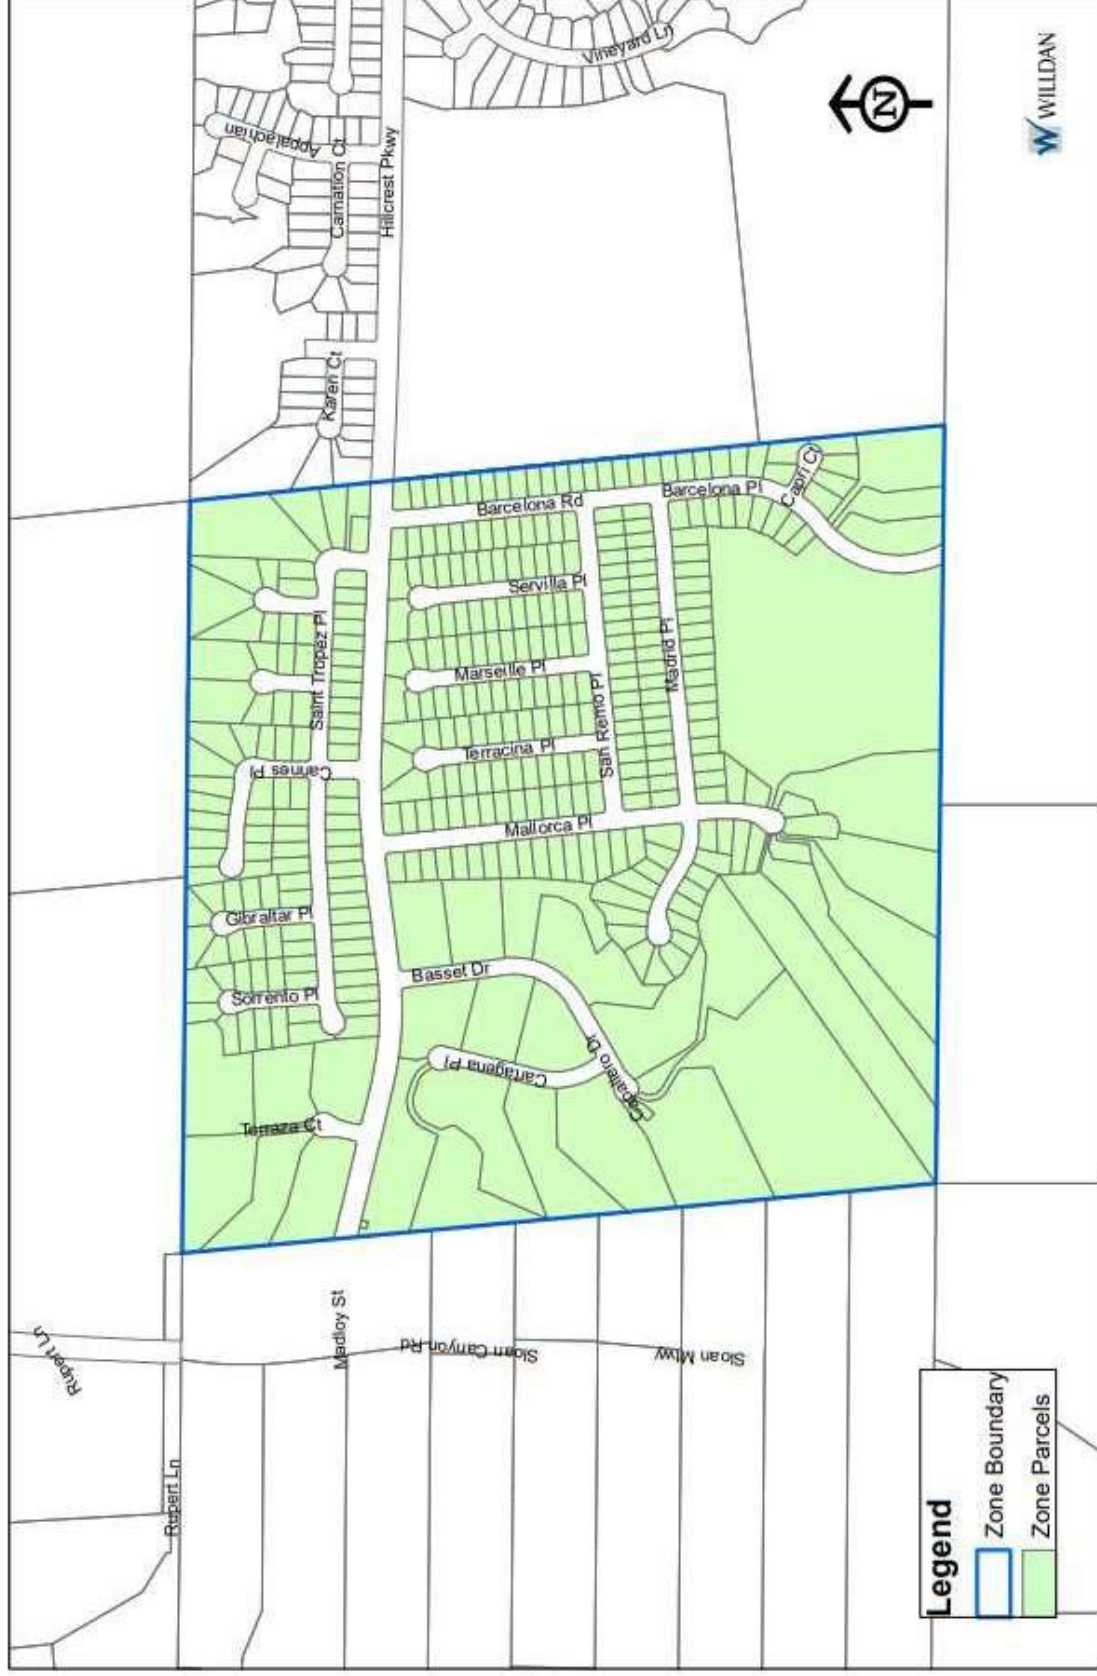 Rupert Ln
Rupert Ln
Madloy St
Sloan Canyon Rd
Sloan Mtwy
Terraza Ct
Sorrento Pl
Gibraltar Pl
Cannes Pl
Saint Tropez Pl
Basset Dr
Cartagena Pl
Capallero Dr
Mallorca Pl
Terracina Pl
Marseille Pl
Servilla Pl
San Remo Pl
Madrid Pl
Barcelona Rd
Barcelona Pl
Capri Ct
Karen Ct
Carnation Ct
Appalachian
Hillcrest Pkwy
Vineyard Ln
N
WILLDAN
Legend
Zone Boundary
Zone Parcels